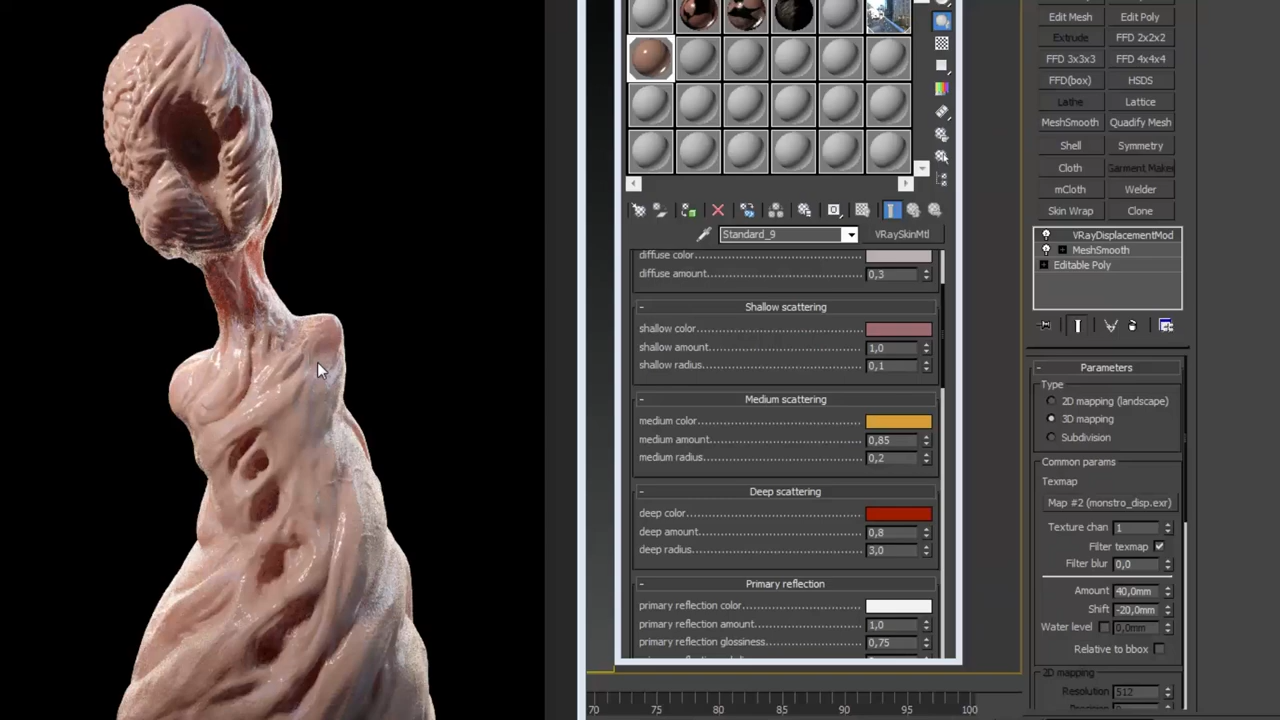 Edit Mesh
Edit Poly
Extrude
FFD 2x2x2
FFD 3x3x3
FFD 4x4x4
FFD(box)
HSDS
Lathe
Lattice
MeshSmooth
Quadify Mesh
Shell
Symmetry
Cloth
Garment Maker
mCloth
Welder
Skin Wrap
Clone
Standard_9
VRaySkinMtl
VRayDisplacementMod
MeshSmooth
Editable Poly
diffuse color
diffuse amount 0,3
Shallow scattering
shallow color
shallow amount 1,0
shallow radius 0,1
Medium scattering
medium color
medium amount 0,85
medium radius 0,2
Deep scattering
deep color
deep amount 0,8
deep radius 3,0
Primary reflection
primary reflection color
primary reflection amount 1,0
primary reflection glossiness 0,75
Parameters
Type
2D mapping (landscape)
3D mapping
Subdivision
Common params
Texmap
Map #2 (monstro_disp.exr)
Texture chan 1
Filter texmap
Filter blur 0,0
Amount 40,0mm
Shift -20,0mm
Water level 0,0mm
Relative to bbox
2D mapping
Resolution 512
70 75 80 85 90 95 100